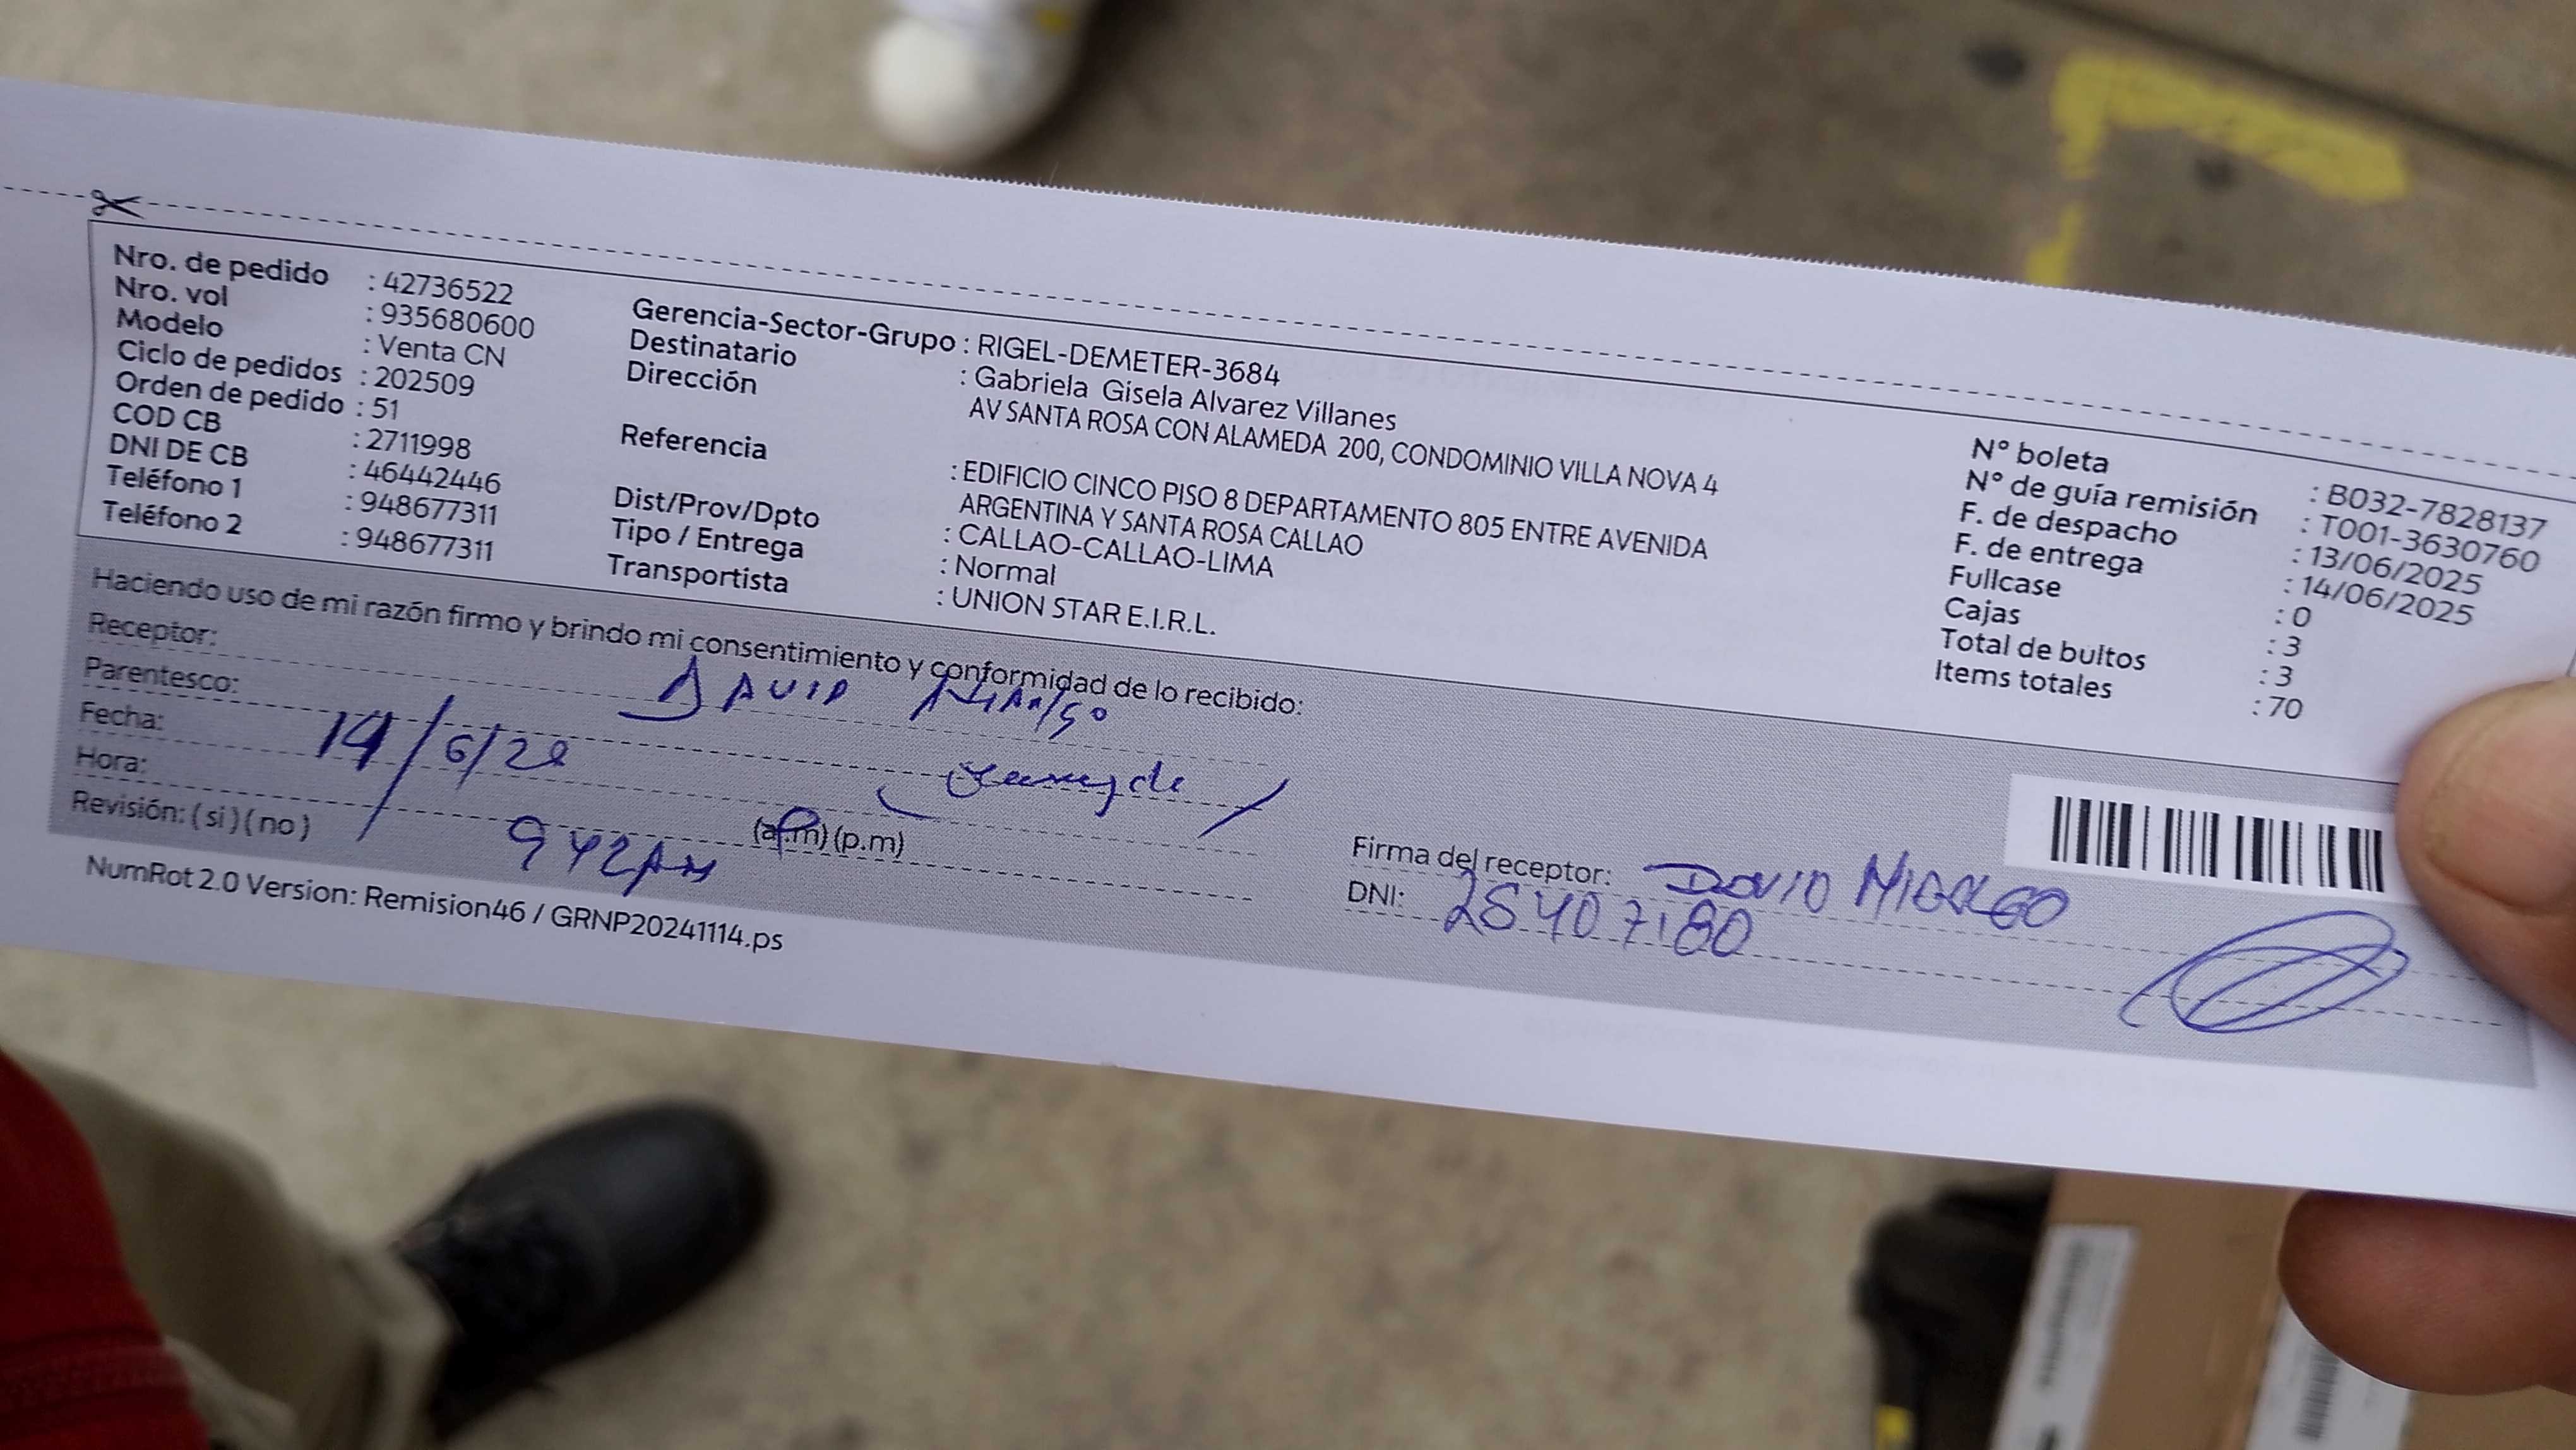 Nro. de pedido : 42736522
Nro. vol : 935680600
Modelo : Venta CN
Ciclo de pedidos : 202509
Orden de pedido : 51
COD CB : 2711998
DNI DE CB : 46442446
Teléfono 1 : 948677311
Teléfono 2 : 948677311
Gerencia-Sector-Grupo : RIGEL-DEMETER-3684
Destinatario : Gabriela Gisela Alvarez Villanes
Dirección AV SANTA ROSA CON ALAMEDA 200, CONDOMINIO VILLA NOVA 4
Referencia : EDIFICIO CINCO PISO 8 DEPARTAMENTO 805 ENTRE AVENIDA
ARGENTINA Y SANTA ROSA CALLAO
Dist/Prov/Dpto : CALLAO-CALLAO-LIMA
Tipo / Entrega : Normal
Transportista : UNION STAR E.I.R.L.
N° boleta : B032-7828137
N° de guía remisión : T001-3630760
F. de despacho : 13/06/2025
F. de entrega : 14/06/2025
Fullcase : 0
Cajas : 3
Total de bultos : 3
Items totales : 70
Haciendo uso de mi razón firmo y brindo mi consentimiento y conformidad de lo recibido:
Receptor: DAVID
Parentesco:
Fecha: 14/6/
Hora: 942AM (a.m) (p.m)
Revisión: ( si ) ( no )
Firma del receptor: DAVID
DNI: 25407180
NumRot 2.0 Version: Remision46 / GRNP20241114.ps